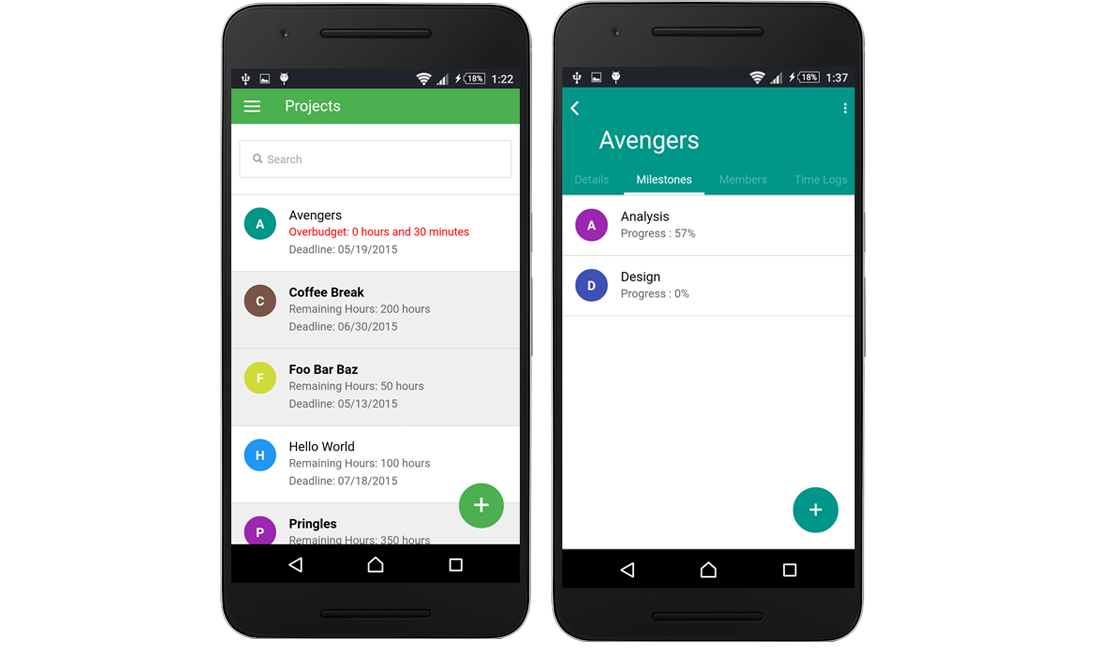 18%
1:22
Projects
Search
A
Avengers
Overbudget: 0 hours and 30 minutes
Deadline: 05/19/2015
C
Coffee Break
Remaining Hours: 200 hours
Deadline: 06/30/2015
F
Foo Bar Baz
Remaining Hours: 50 hours
Deadline: 05/13/2015
H
Hello World
Remaining Hours: 100 hours
Deadline: 07/18/2015
+
P
Pringles
Remaining Hours: 350 hours
18%
1:37
Avengers
Details Milestones Members Time Logs
A
Analysis
Progress : 57%
D
Design
Progress : 0%
+